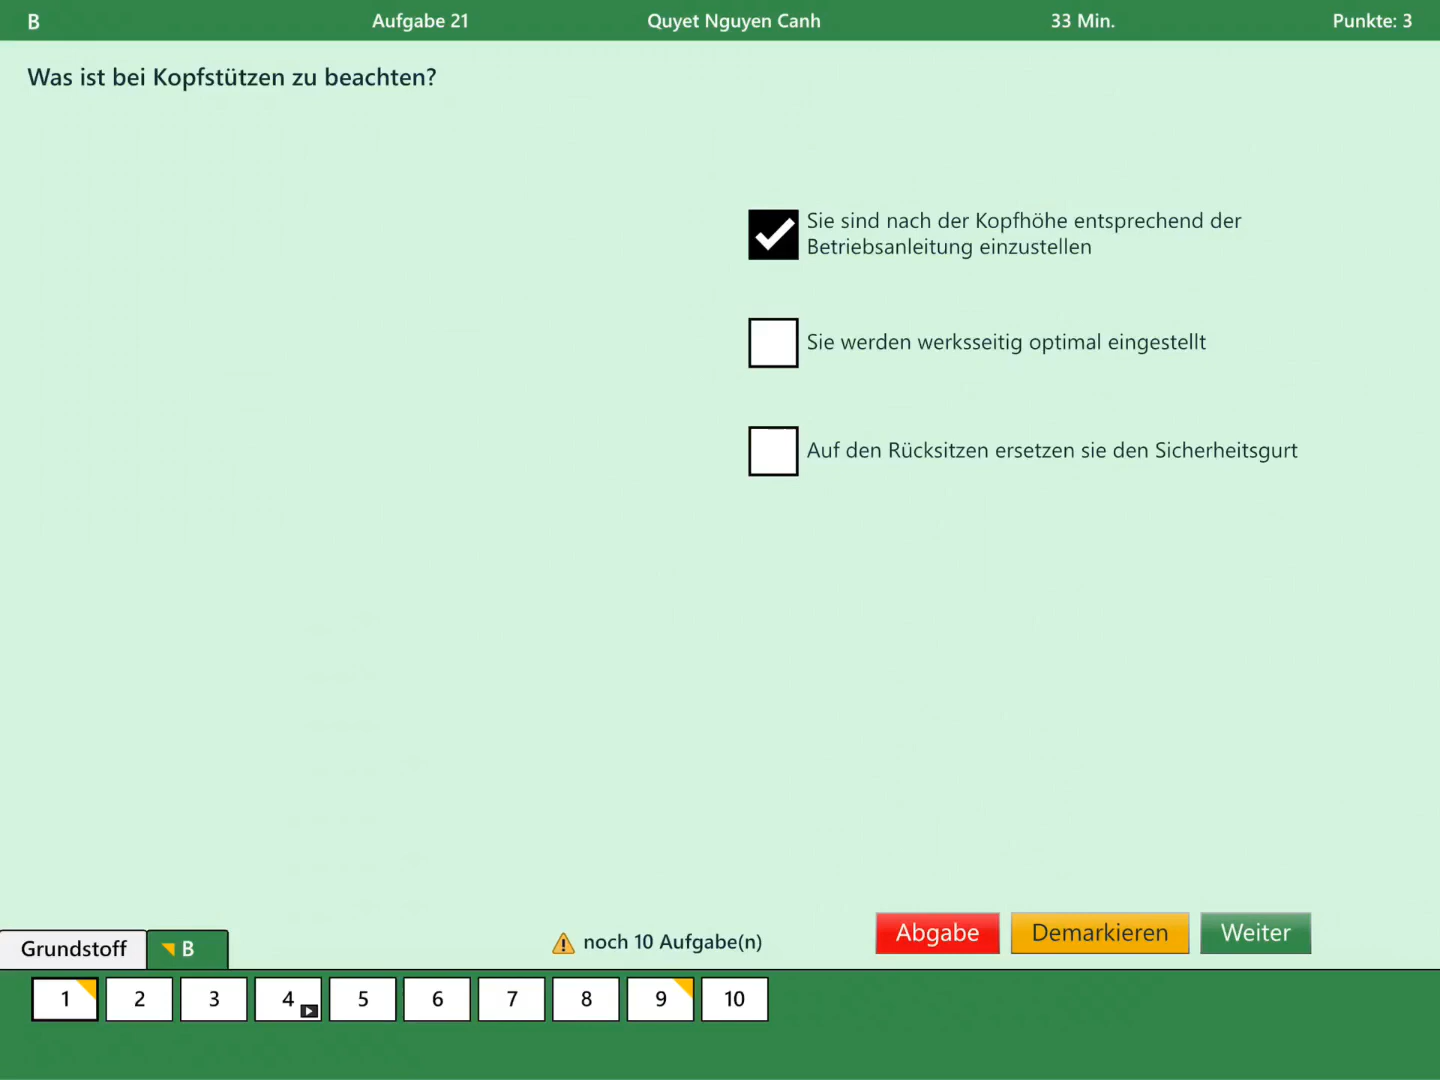 B
Aufgabe 21
Quyet Nguyen Canh
33 Min.
Punkte: 3
Was ist bei Kopfstützen zu beachten?
Sie sind nach der Kopfhöhe entsprechend der
Betriebsanleitung einzustellen
Sie werden werksseitig optimal eingestellt
Auf den Rücksitzen ersetzen sie den Sicherheitsgurt
Grundstoff
B
noch 10 Aufgabe(n)
Abgabe
Demarkieren
Weiter
1
2
3
4
5
6
7
8
9
10